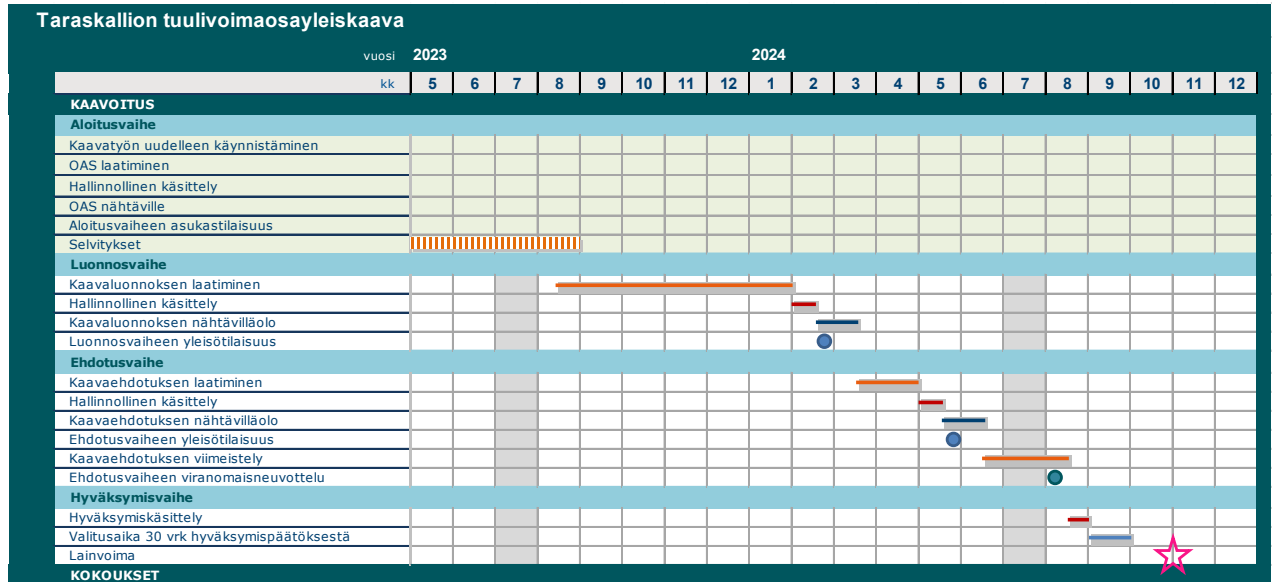 Taraskallion tuulivoimaosayleiskaava
vuosi 2023 2024
kk 5 6 7 8 9 10 11 12 1 2 3 4 5 6 7 8 9 10 11 12
KAAVOITUS
Aloitusvaihe
Kaavatyön uudelleen käynnistäminen
OAS laatiminen
Hallinnollinen käsittely
OAS nähtäville
Aloitusvaiheen asukastilaisuus
Selvitykset
Luonnosvaihe
Kaavaluonnoksen laatiminen
Hallinnollinen käsittely
Kaavaluonnoksen nähtävilläolo
Luonnosvaiheen yleisötilaisuus
Ehdotusvaihe
Kaavaehdotuksen laatiminen
Hallinnollinen käsittely
Kaavaehdotuksen nähtävilläolo
Ehdotusvaiheen yleisötilaisuus
Kaavaehdotuksen viimeistely
Ehdotusvaiheen viranomaisneuvottelu
Hyväksymisvaihe
Hyväksymiskäsittely
Valitusaika 30 vrk hyväksymispäätöksestä
Lainvoima
KOKOUKSET